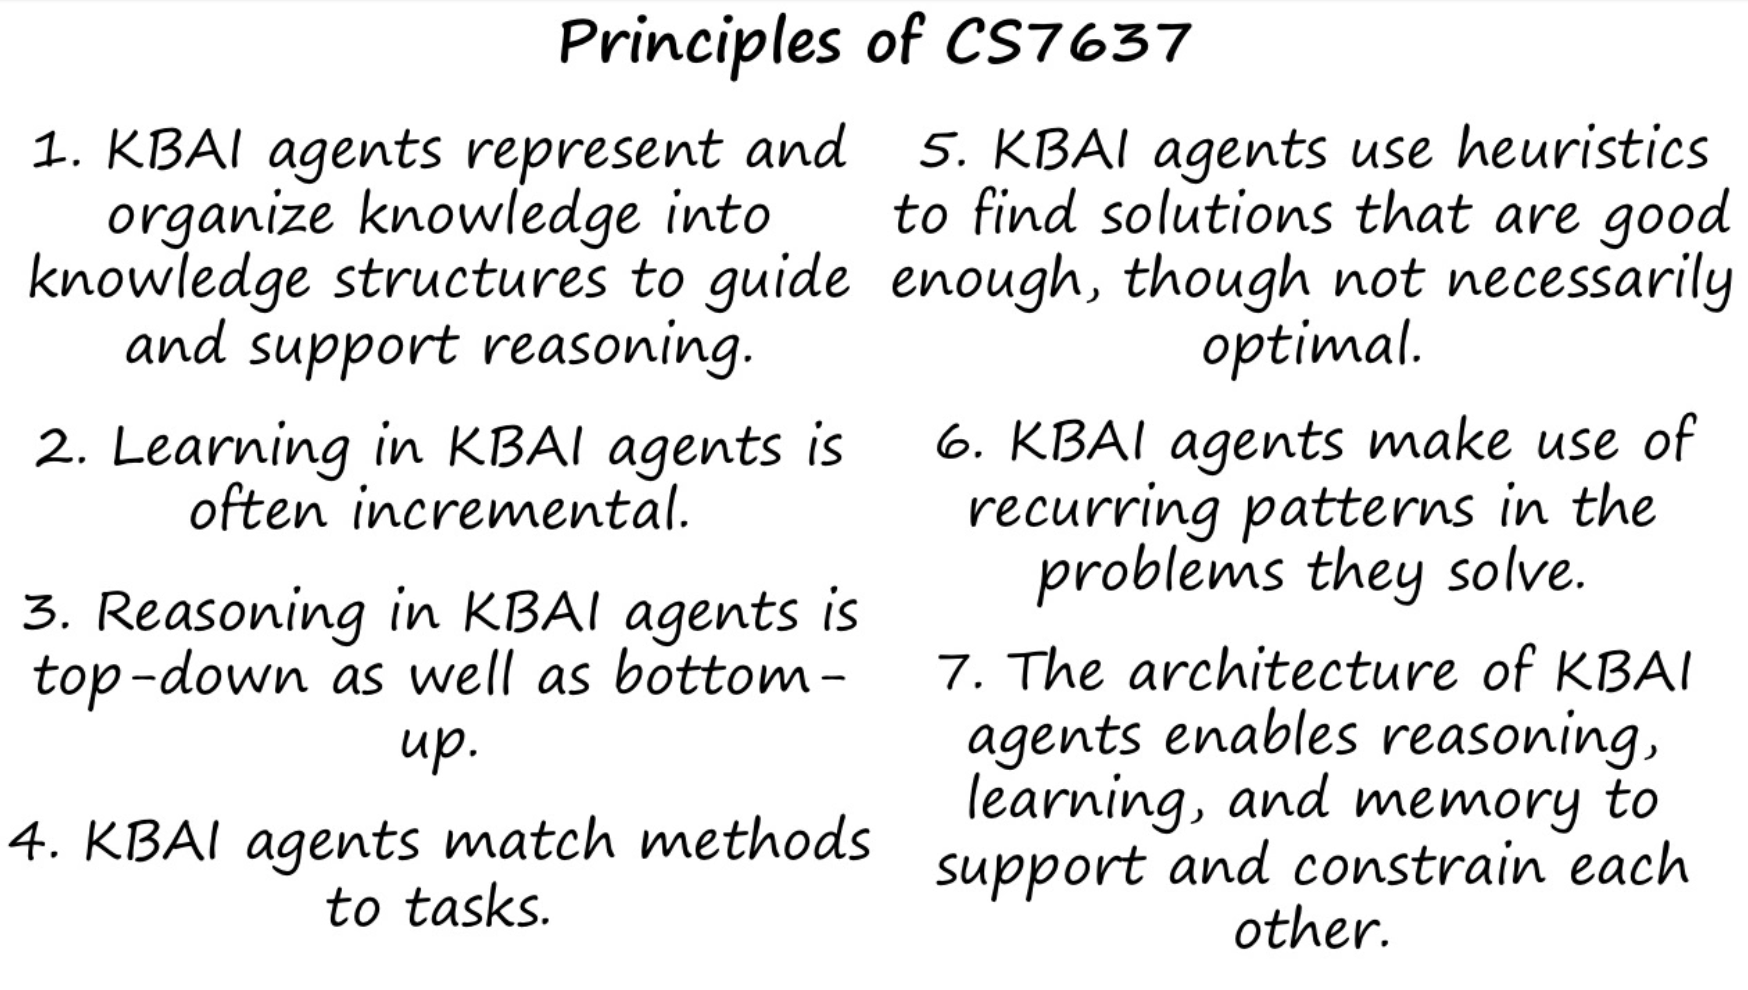 Principles of CS7637
1. KBAI agents represent and
organize knowledge into
knowledge structures to guide
and support reasoning.
2. Learning in KBAI agents is
often incremental.
3. Reasoning in KBAI agents is
top-down as well as bottom-
up.
4. KBAI agents match methods
to tasks.
5. KBAI agents use heuristics
to find solutions that are good
enough, though not necessarily
optimal.
6. KBAI agents make use of
recurring patterns in the
problems they solve.
7. The architecture of KBAI
agents enables reasoning,
learning, and memory to
support and constrain each
other.